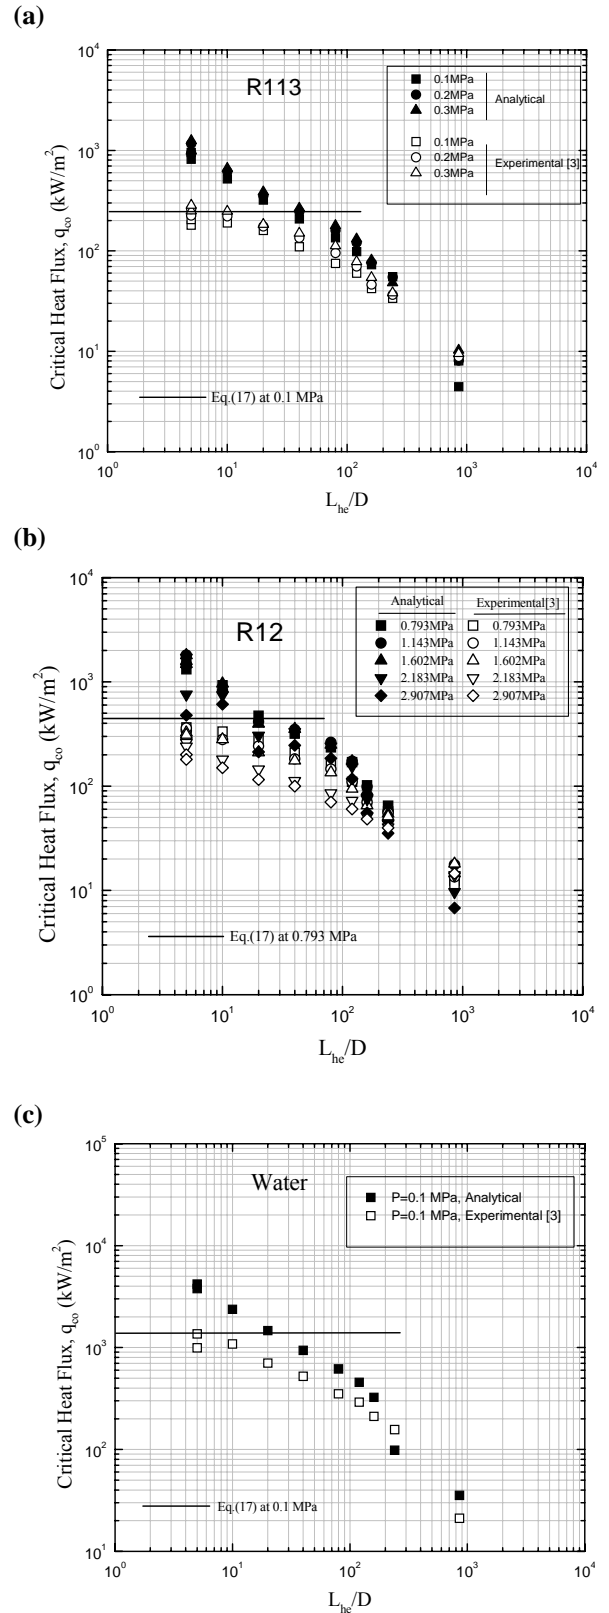 (a)
10^4
10^3
10^2
10^1
10^0
Critical Heat Flux, q_co (kW/m^2)
R113
0.1MPa
0.2MPa
0.3MPa
Analytical
0.1MPa
0.2MPa
0.3MPa
Experimental [3]
Eq.(17) at 0.1 MPa
10^0 10^1 10^2 10^3 10^4
L_he/D
(b)
10^4
10^3
10^2
10^1
10^0
Critical Heat Flux, q_co (kW/m^2)
R12
Analytical Experimental[3]
0.793MPa 0.793MPa
1.143MPa 1.143MPa
1.602MPa 1.602MPa
2.183MPa 2.183MPa
2.907MPa 2.907MPa
Eq.(17) at 0.793 MPa
10^0 10^1 10^2 10^3 10^4
L_he/D
(c)
10^5
10^4
10^3
10^2
10^1
Critical Heat Flux, q_co (kW/m^2)
Water
P=0.1 MPa, Analytical
P=0.1 MPa, Experimental [3]
Eq.(17) at 0.1 MPa
10^0 10^1 10^2 10^3 10^4
L_he/D